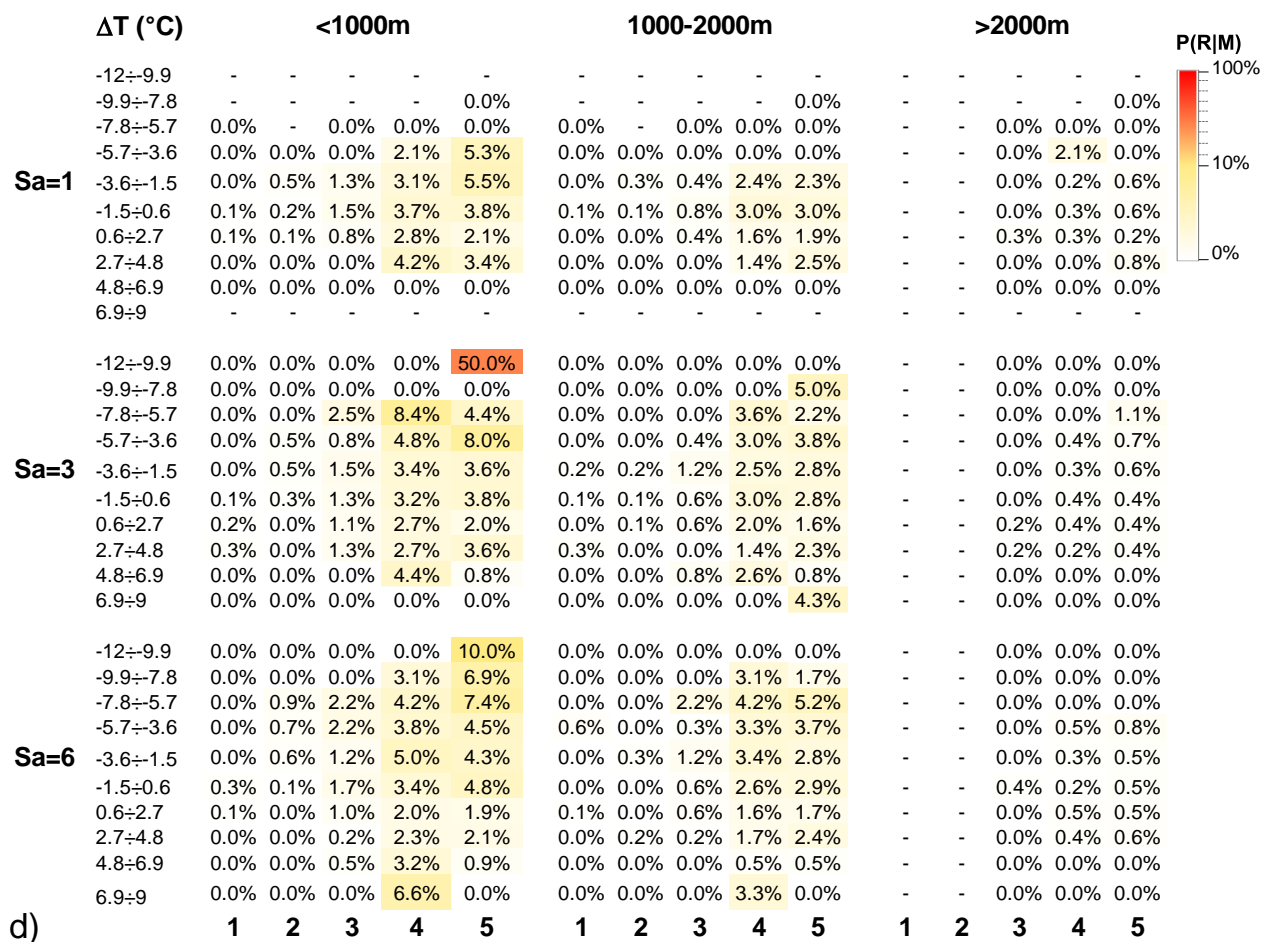 ΔT (°C) <1000m 1000-2000m >2000m
P(R|M)
100%
10%
0%
-12÷-9.9 - - - - - - - - - - - - - - -
-9.9÷-7.8 - - - - 0.0% - - - - 0.0% - - - - 0.0%
-7.8÷-5.7 0.0% - 0.0% 0.0% 0.0% 0.0% - 0.0% 0.0% 0.0% - - 0.0% 0.0% 0.0%
-5.7÷-3.6 0.0% 0.0% 0.0% 2.1% 5.3% 0.0% 0.0% 0.0% 0.0% 0.0% - - 0.0% 2.1% 0.0%
Sa=1 -3.6÷-1.5 0.0% 0.5% 1.3% 3.1% 5.5% 0.0% 0.3% 0.4% 2.4% 2.3% - - 0.0% 0.2% 0.6%
-1.5÷0.6 0.1% 0.2% 1.5% 3.7% 3.8% 0.1% 0.1% 0.8% 3.0% 3.0% - - 0.0% 0.3% 0.6%
0.6÷2.7 0.1% 0.1% 0.8% 2.8% 2.1% 0.0% 0.0% 0.4% 1.6% 1.9% - - 0.3% 0.3% 0.2%
2.7÷4.8 0.0% 0.0% 0.0% 4.2% 3.4% 0.0% 0.0% 0.0% 1.4% 2.5% - - 0.0% 0.0% 0.8%
4.8÷6.9 0.0% 0.0% 0.0% 0.0% 0.0% 0.0% 0.0% 0.0% 0.0% 0.0% - - 0.0% 0.0% 0.0%
6.9÷9 - - - - - - - - - - - - - - -
-12÷-9.9 0.0% 0.0% 0.0% 0.0% 50.0% 0.0% 0.0% 0.0% 0.0% 0.0% - - 0.0% 0.0% 0.0%
-9.9÷-7.8 0.0% 0.0% 0.0% 0.0% 0.0% 0.0% 0.0% 0.0% 0.0% 5.0% - - 0.0% 0.0% 0.0%
-7.8÷-5.7 0.0% 0.0% 2.5% 8.4% 4.4% 0.0% 0.0% 0.0% 3.6% 2.2% - - 0.0% 0.0% 1.1%
-5.7÷-3.6 0.0% 0.5% 0.8% 4.8% 8.0% 0.0% 0.0% 0.4% 3.0% 3.8% - - 0.0% 0.4% 0.7%
Sa=3 -3.6÷-1.5 0.0% 0.5% 1.5% 3.4% 3.6% 0.2% 0.2% 1.2% 2.5% 2.8% - - 0.0% 0.3% 0.6%
-1.5÷0.6 0.1% 0.3% 1.3% 3.2% 3.8% 0.1% 0.1% 0.6% 3.0% 2.8% - - 0.0% 0.4% 0.4%
0.6÷2.7 0.2% 0.0% 1.1% 2.7% 2.0% 0.0% 0.1% 0.6% 2.0% 1.6% - - 0.2% 0.4% 0.4%
2.7÷4.8 0.3% 0.0% 1.3% 2.7% 3.6% 0.3% 0.0% 0.0% 1.4% 2.3% - - 0.2% 0.2% 0.4%
4.8÷6.9 0.0% 0.0% 0.0% 4.4% 0.8% 0.0% 0.0% 0.8% 2.6% 0.8% - - 0.0% 0.0% 0.0%
6.9÷9 0.0% 0.0% 0.0% 0.0% 0.0% 0.0% 0.0% 0.0% 0.0% 4.3% - - 0.0% 0.0% 0.0%
-12÷-9.9 0.0% 0.0% 0.0% 0.0% 10.0% 0.0% 0.0% 0.0% 0.0% 0.0% - - 0.0% 0.0% 0.0%
-9.9÷-7.8 0.0% 0.0% 0.0% 3.1% 6.9% 0.0% 0.0% 0.0% 3.1% 1.7% - - 0.0% 0.0% 0.0%
-7.8÷-5.7 0.0% 0.9% 2.2% 4.2% 7.4% 0.0% 0.0% 2.2% 4.2% 5.2% - - 0.0% 0.0% 0.0%
-5.7÷-3.6 0.0% 0.7% 2.2% 3.8% 4.5% 0.6% 0.0% 0.3% 3.3% 3.7% - - 0.0% 0.5% 0.8%
Sa=6 -3.6÷-1.5 0.0% 0.6% 1.2% 5.0% 4.3% 0.0% 0.3% 1.2% 3.4% 2.8% - - 0.0% 0.3% 0.5%
-1.5÷0.6 0.3% 0.1% 1.7% 3.4% 4.8% 0.0% 0.0% 0.6% 2.6% 2.9% - - 0.4% 0.2% 0.5%
0.6÷2.7 0.1% 0.0% 1.0% 2.0% 1.9% 0.1% 0.0% 0.6% 1.6% 1.7% - - 0.0% 0.5% 0.5%
2.7÷4.8 0.0% 0.0% 0.2% 2.3% 2.1% 0.0% 0.2% 0.2% 1.7% 2.4% - - 0.0% 0.4% 0.6%
4.8÷6.9 0.0% 0.0% 0.5% 3.2% 0.9% 0.0% 0.0% 0.0% 0.5% 0.5% - - 0.0% 0.0% 0.0%
6.9÷9 0.0% 0.0% 0.0% 6.6% 0.0% 0.0% 0.0% 0.0% 3.3% 0.0% - - 0.0% 0.0% 0.0%
d) 1 2 3 4 5 1 2 3 4 5 1 2 3 4 5